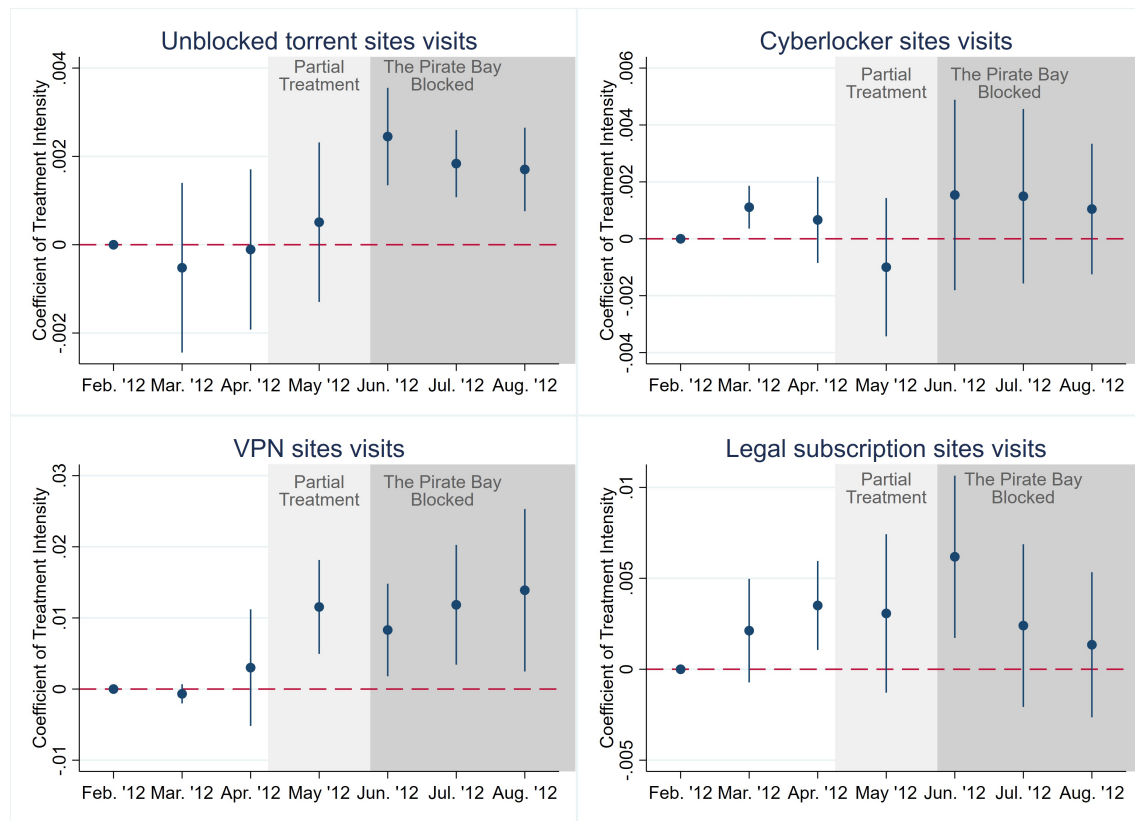 Unblocked torrent sites visits
Coefficient of Treatment Intensity
.004
.002
0
-.002
Partial
Treatment
The Pirate Bay
Blocked
Feb. '12 Mar. '12 Apr. '12 May '12 Jun. '12 Jul. '12 Aug. '12
Cyberlocker sites visits
Coefficient of Treatment Intensity
.006
.004
.002
0
-.002
-.004
Partial
Treatment
The Pirate Bay
Blocked
Feb. '12 Mar. '12 Apr. '12 May '12 Jun. '12 Jul. '12 Aug. '12
VPN sites visits
Coefficient of Treatment Intensity
.03
.02
.01
0
-.01
Partial
Treatment
The Pirate Bay
Blocked
Feb. '12 Mar. '12 Apr. '12 May '12 Jun. '12 Jul. '12 Aug. '12
Legal subscription sites visits
Coefficient of Treatment Intensity
.01
.005
0
-.005
Partial
Treatment
The Pirate Bay
Blocked
Feb. '12 Mar. '12 Apr. '12 May '12 Jun. '12 Jul. '12 Aug. '12